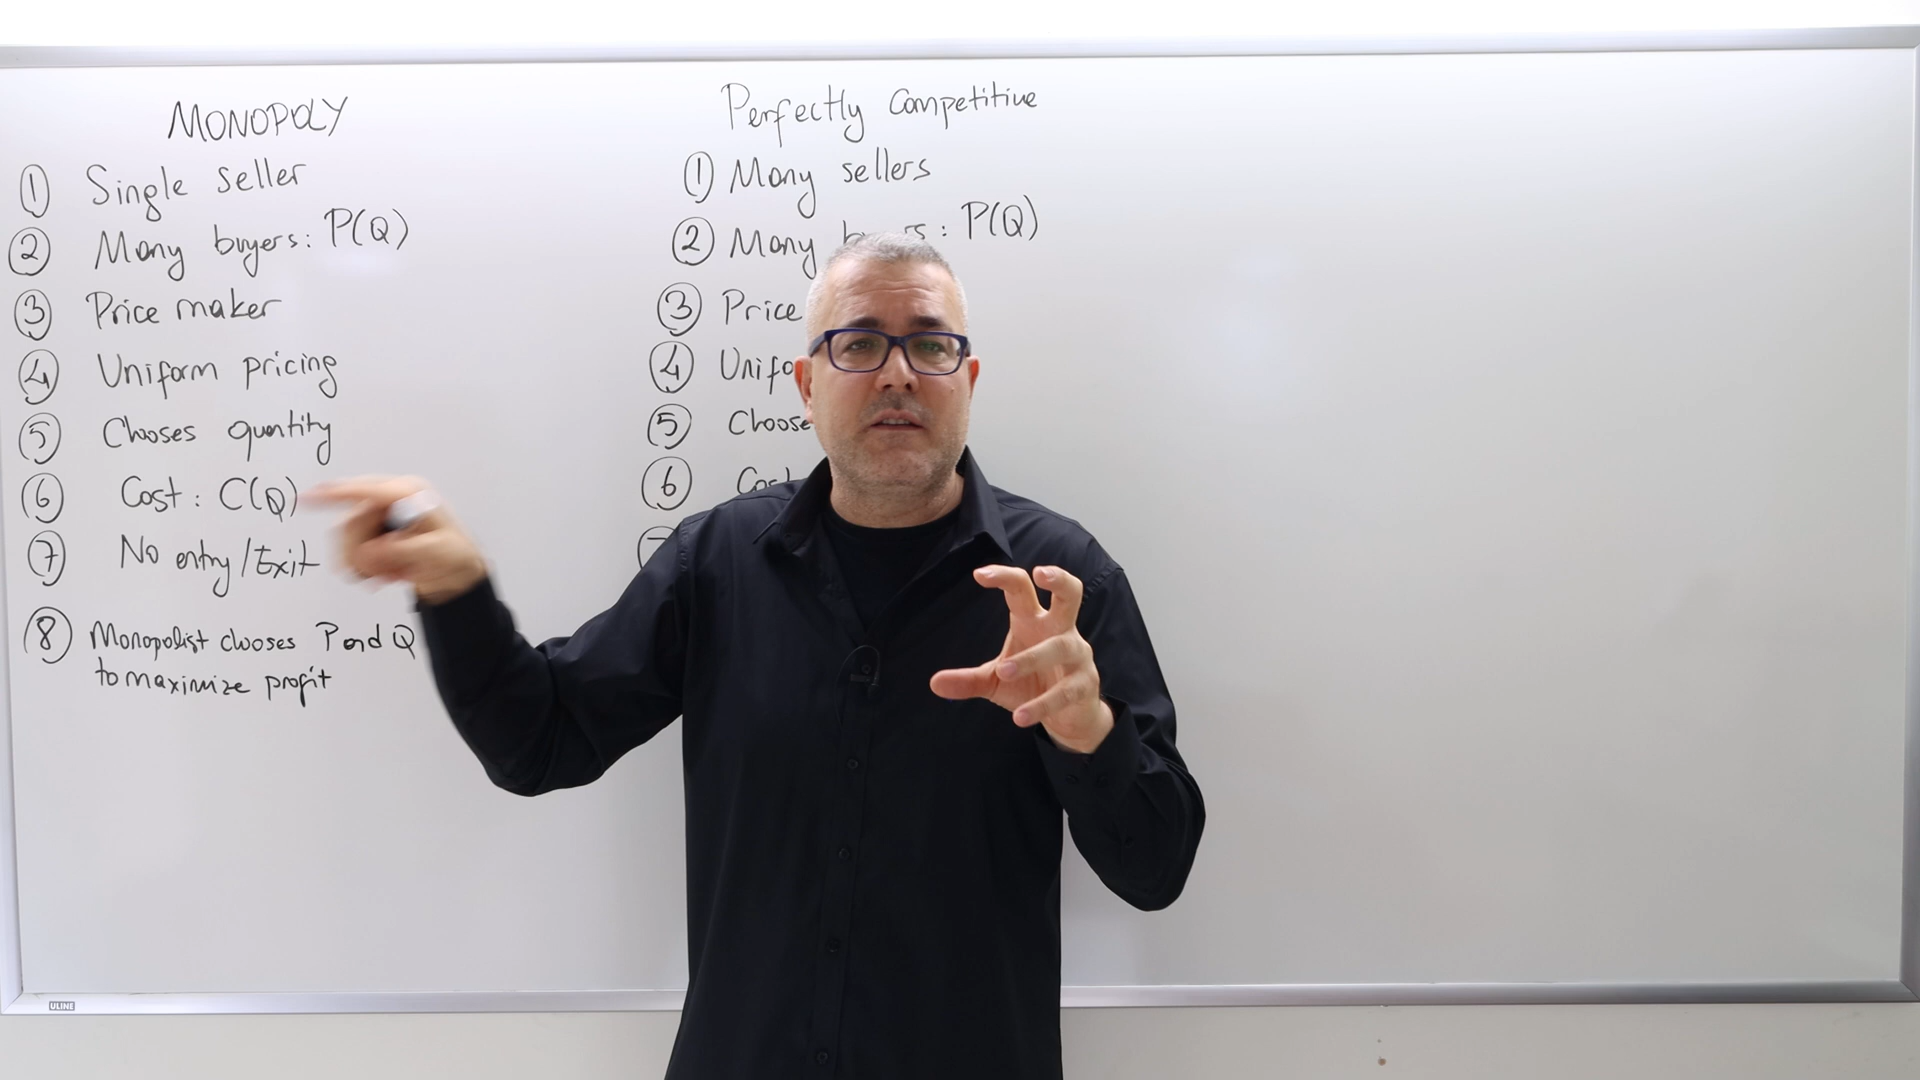 MONOPOLY
① Single seller
② Many buyers: P(Q)
③ Price maker
④ Uniform pricing
⑤ Chooses quantity
⑥ Cost: C(Q)
⑦ No entry/Exit
⑧ Monopolist chooses P and Q
to maximize profit
Perfectly Competitive
① Many sellers
② Many : P(Q)
③ Price
④
⑤
⑥
ULINE